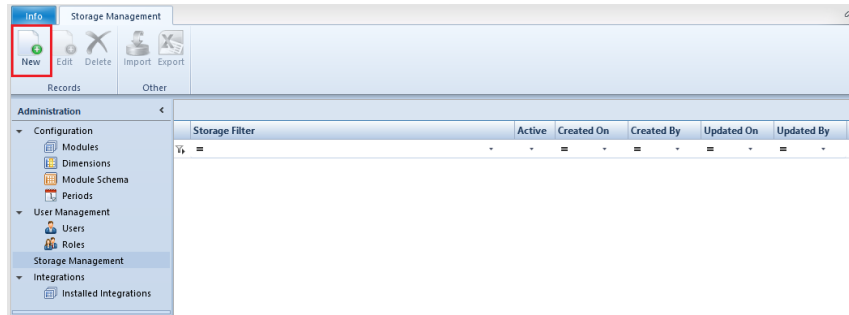 Info Storage Management
New Edit Delete Import Export
Records Other
Administration
Storage Filter Active Created On Created By Updated On Updated By
= = = = =
Configuration
Modules
Dimensions
Module Schema
Periods
User Management
Users
Roles
Storage Management
Integrations
Installed Integrations